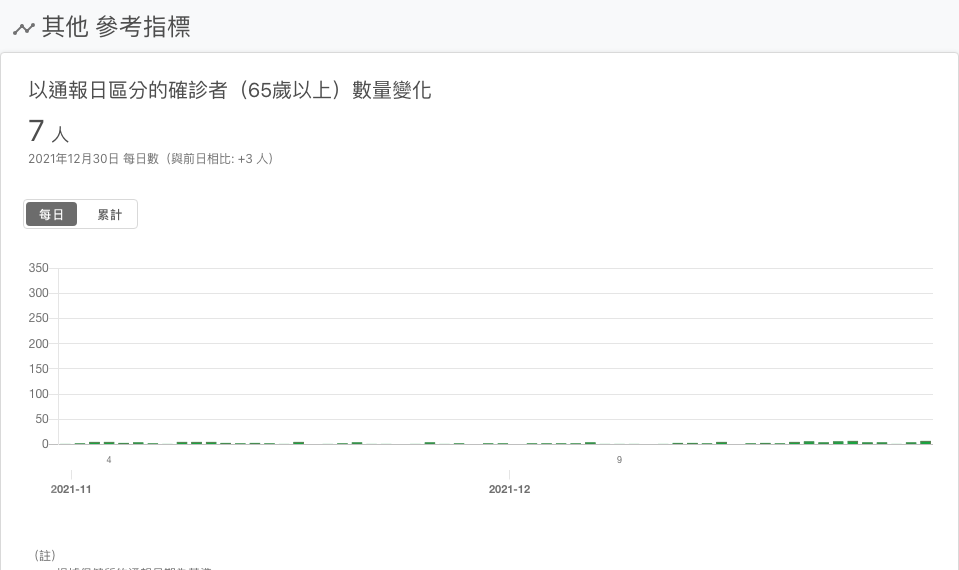 其他 參考指標
以通報日區分的確診者（65歲以上）數量變化
7 人
2021年12月30日 每日數（與前日相比: +3 人）
每日 累計
350
300
250
200
150
100
50
0
4 9
2021-11 2021-12
（註）